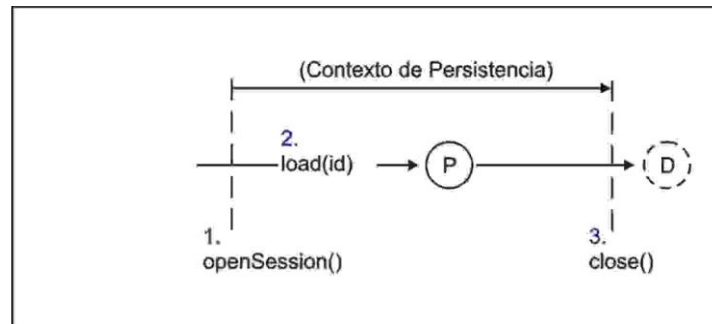 (Contexto de Persistencia)
2.
load(id)
P
D
1.
openSession()
3.
close()